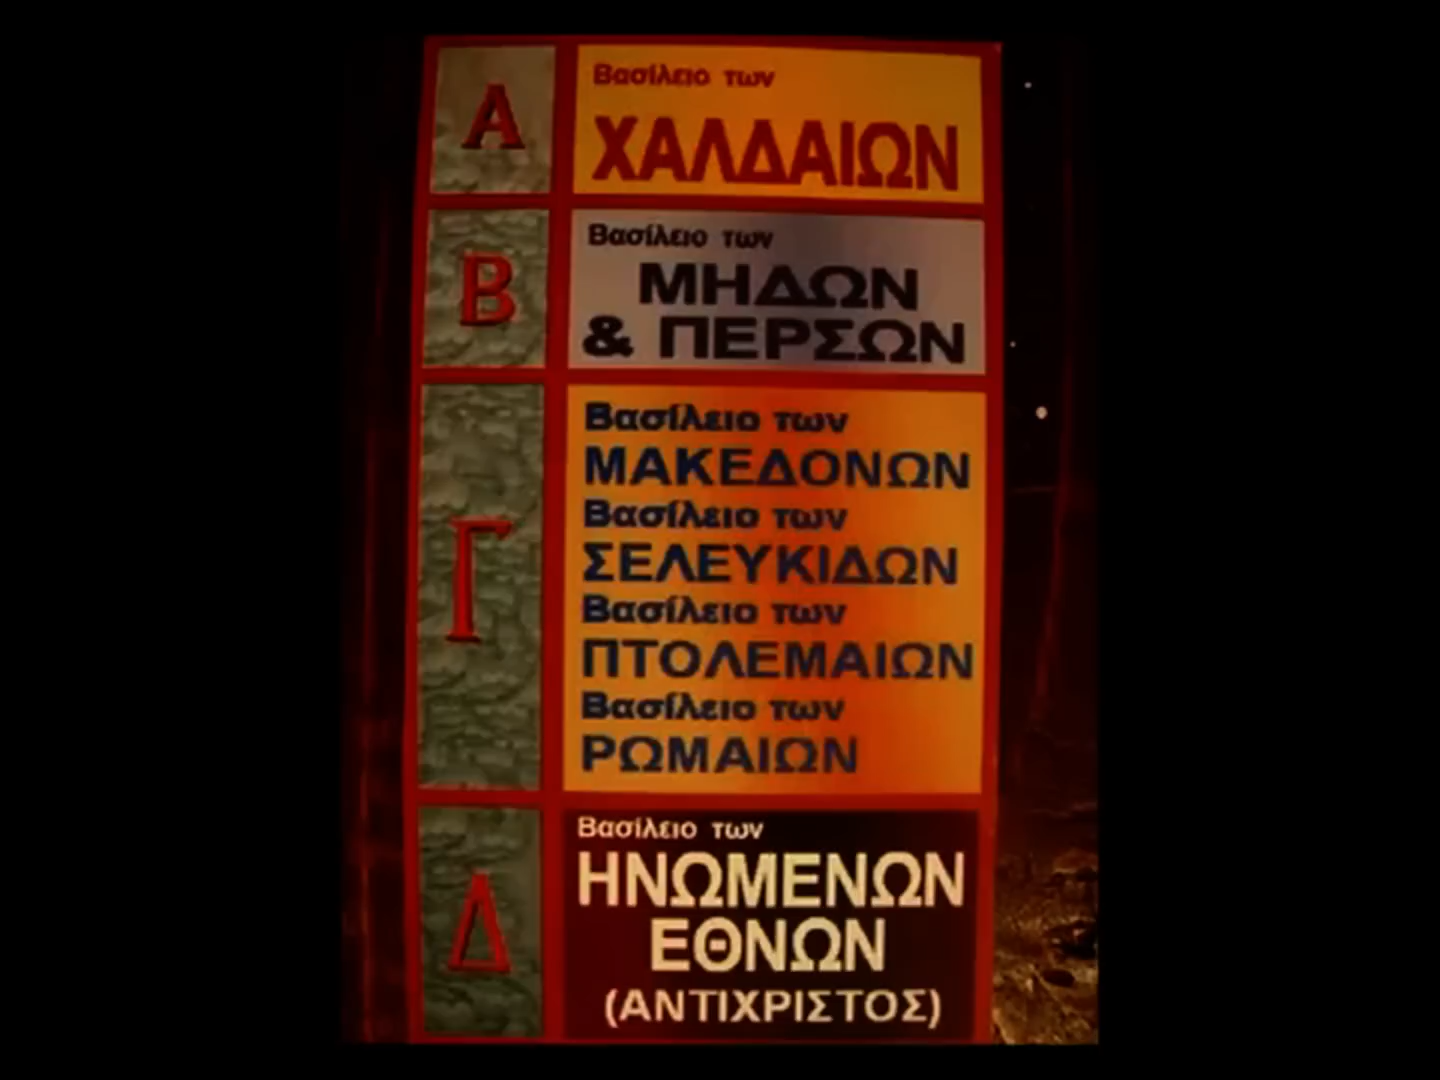 Α
Βασίλειο των
ΧΑΛΔΑΙΩΝ
Β
Βασίλειο των
ΜΗΔΩΝ
& ΠΕΡΣΩΝ
Γ
Βασίλειο των
ΜΑΚΕΔΟΝΩΝ
Βασίλειο των
ΣΕΛΕΥΚΙΔΩΝ
Βασίλειο των
ΠΤΟΛΕΜΑΙΩΝ
Βασίλειο των
ΡΩΜΑΙΩΝ
Δ
Βασίλειο των
ΗΝΩΜΕΝΩΝ
ΕΘΝΩΝ
(ΑΝΤΙΧΡΙΣΤΟΣ)